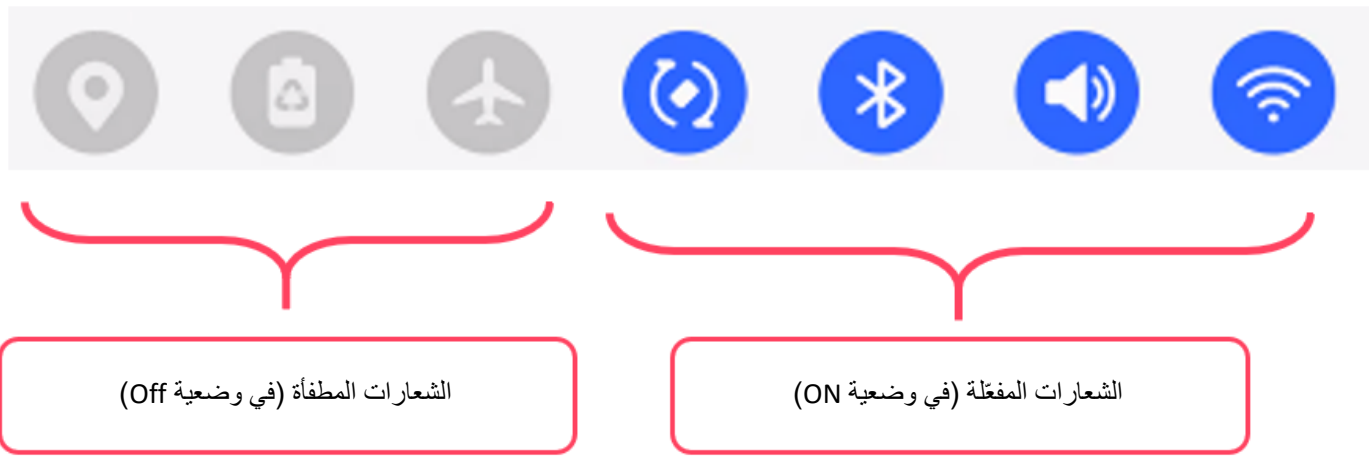 الشعارات المفعّلة (في وضعية ON)
الشعارات المطفأة (في وضعية Off)